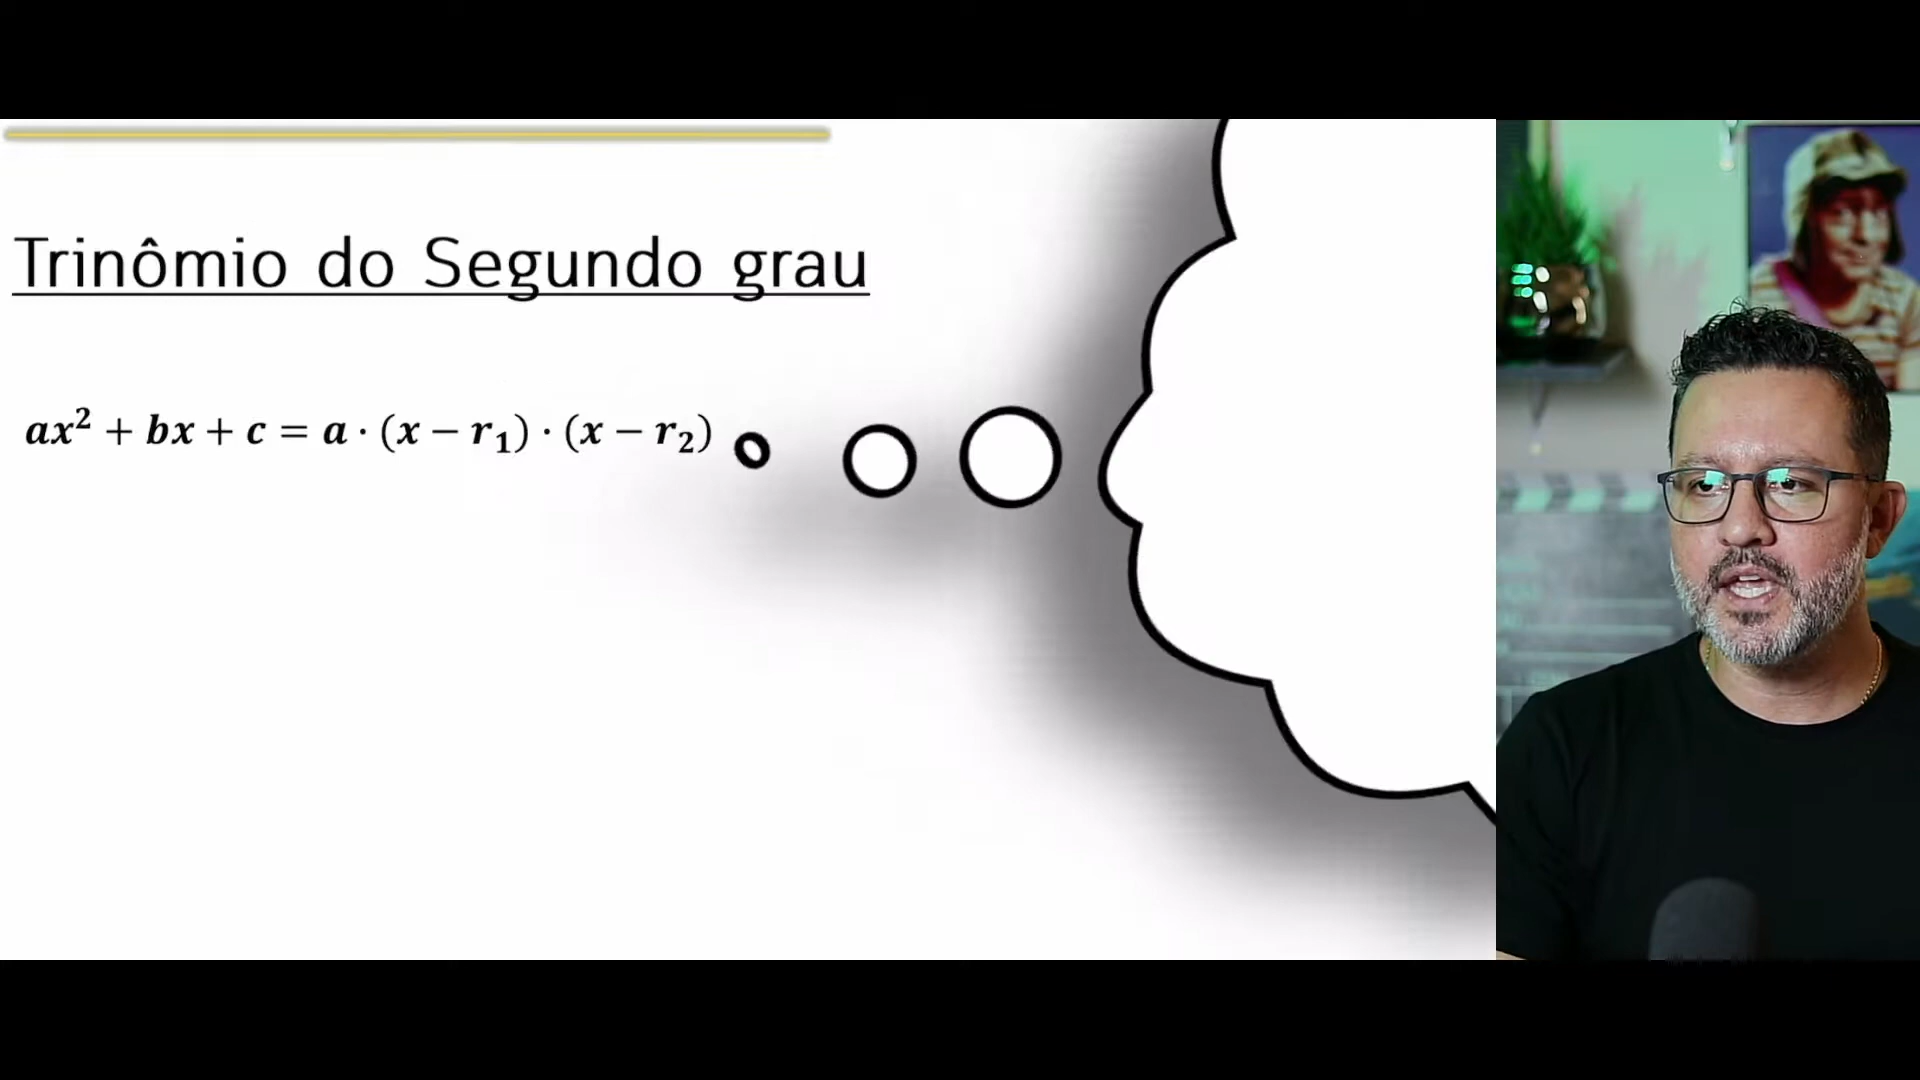 Trinômio do Segundo grau
ax² + bx + c = a · (x − r₁) · (x − r₂)